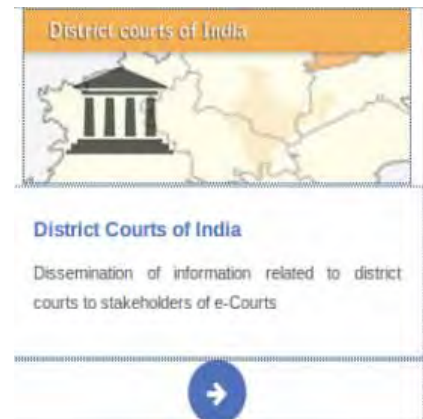 District courts of India
District Courts of India
Dissemination of information related to district
courts to stakeholders of e-Courts